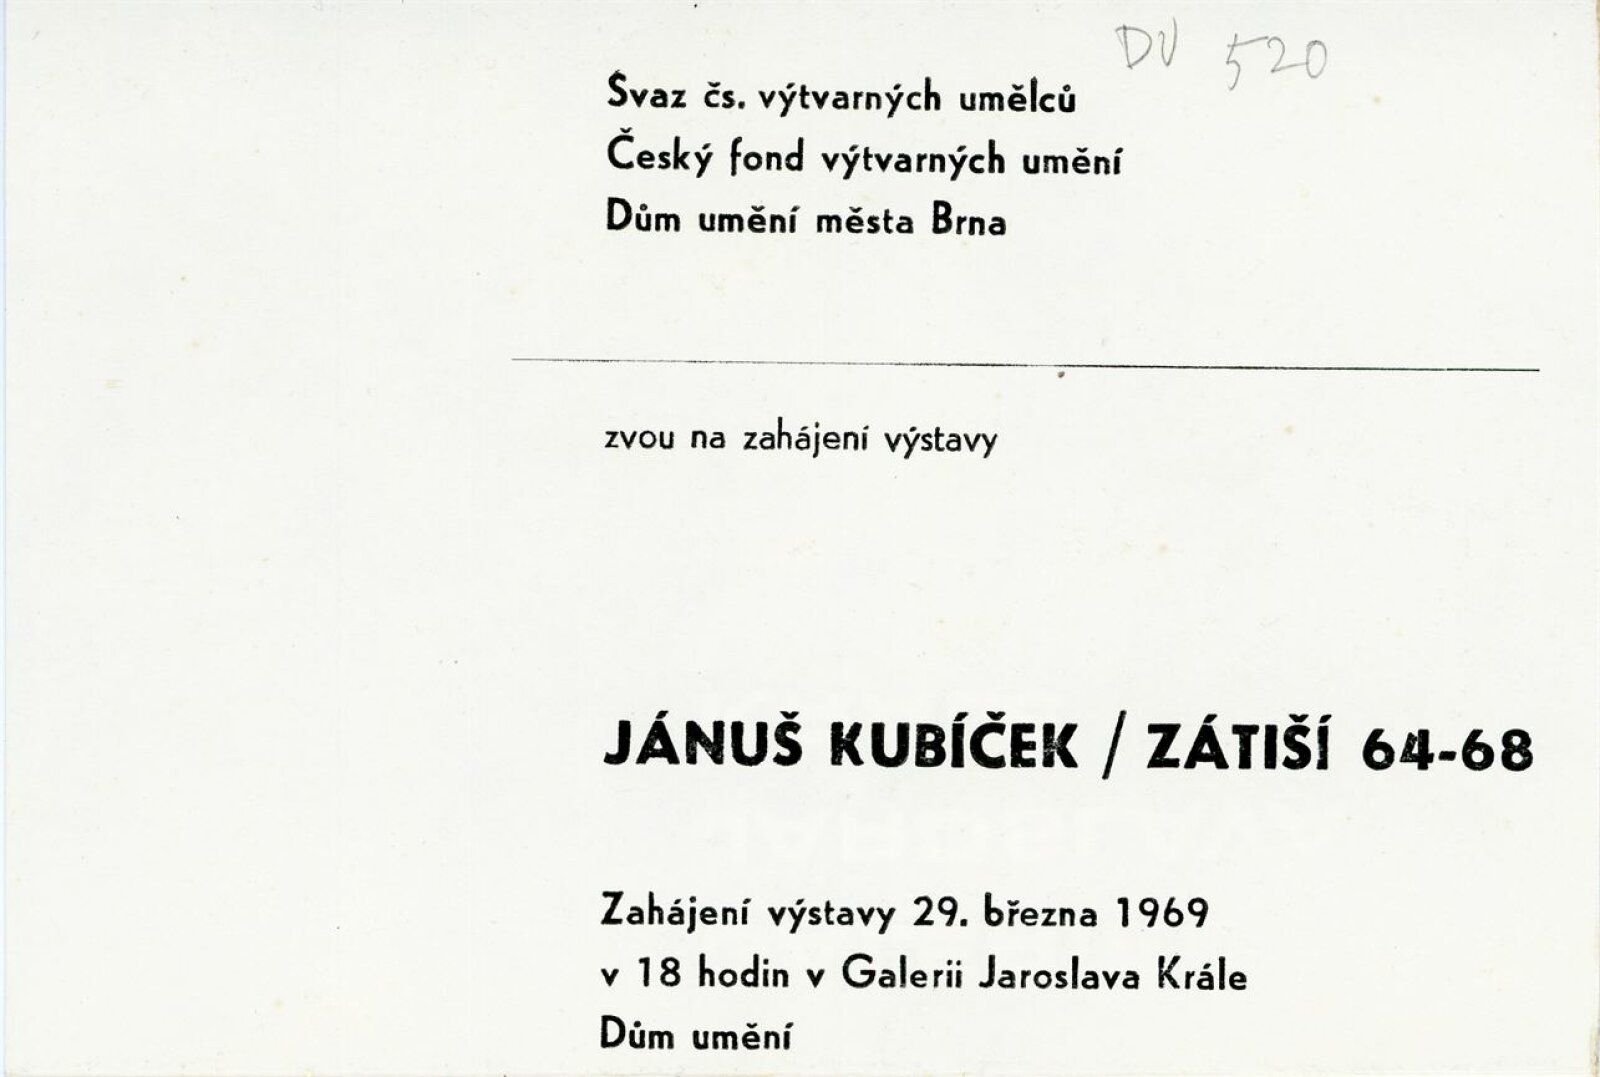 DU 520
Svaz čs. výtvarných umělců
Český fond výtvarných umění
Dům umění města Brna
zvou na zahájení výstavy
JÁNUŠ KUBÍČEK / ZÁTIŠÍ 64-68
Zahájení výstavy 29. března 1969
v 18 hodin v Galerii Jaroslava Krále
Dům umění